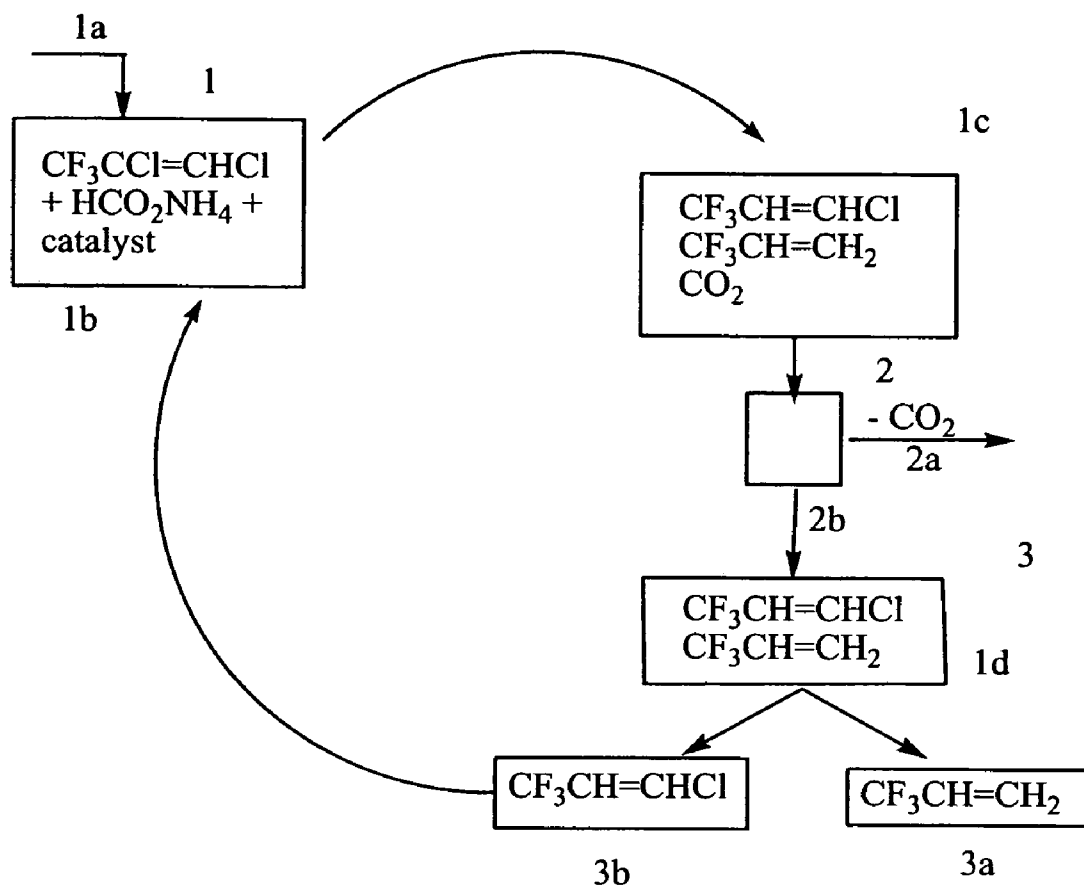 1a
1
CF₃CCl=CHCl
+ HCO₂NH₄ +
catalyst
1b
1c
CF₃CH=CHCl
CF₃CH=CH₂
CO₂
2
- CO₂
2a
2b
3
CF₃CH=CHCl
CF₃CH=CH₂
1d
CF₃CH=CHCl
CF₃CH=CH₂
3b
3a